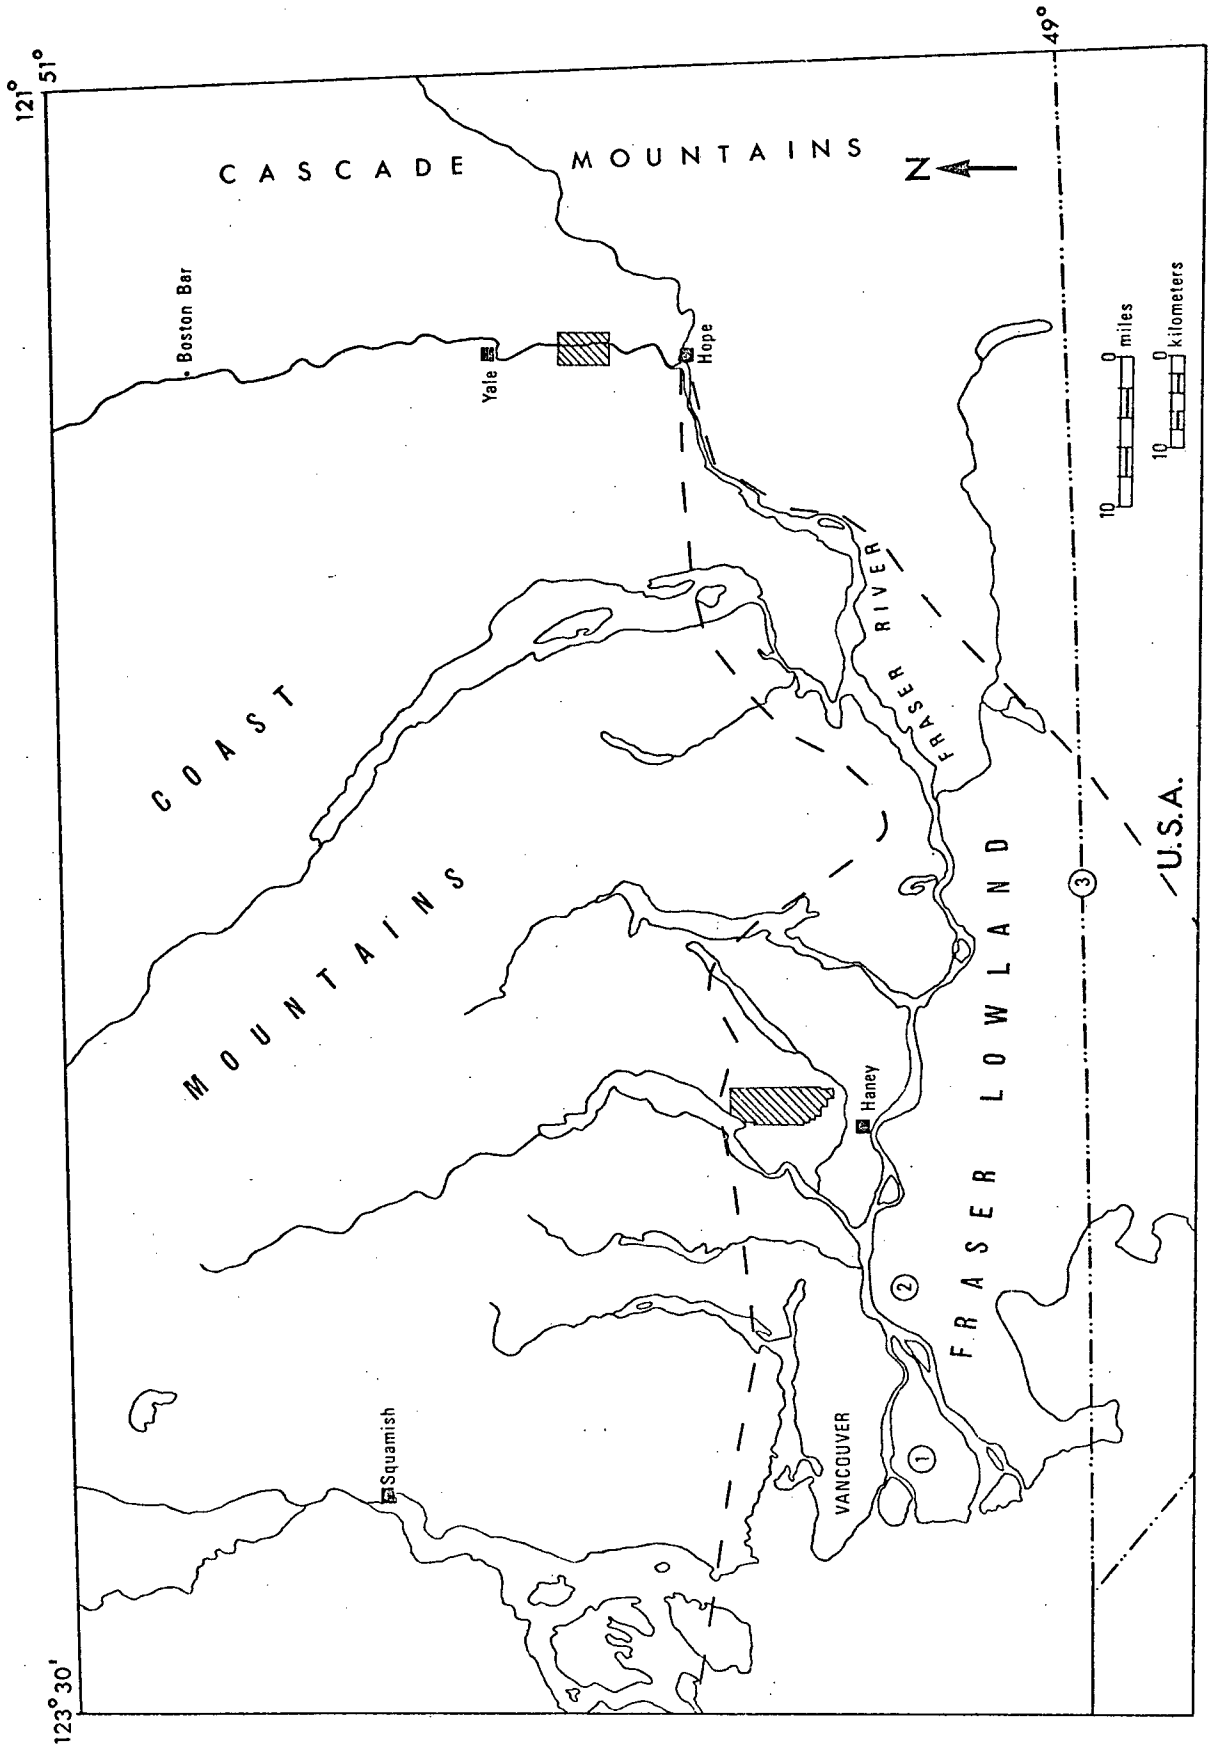 123°30'
121°
51°
49°
COAST
MOUNTAINS
CASCADE MOUNTAINS
N
Boston Bar
Yale
Hope
Squamish
Haney
VANCOUVER
FRASER RIVER
FRASER LOWLAND
1
2
3
U.S.A.
10 0 miles
10 0 kilometers